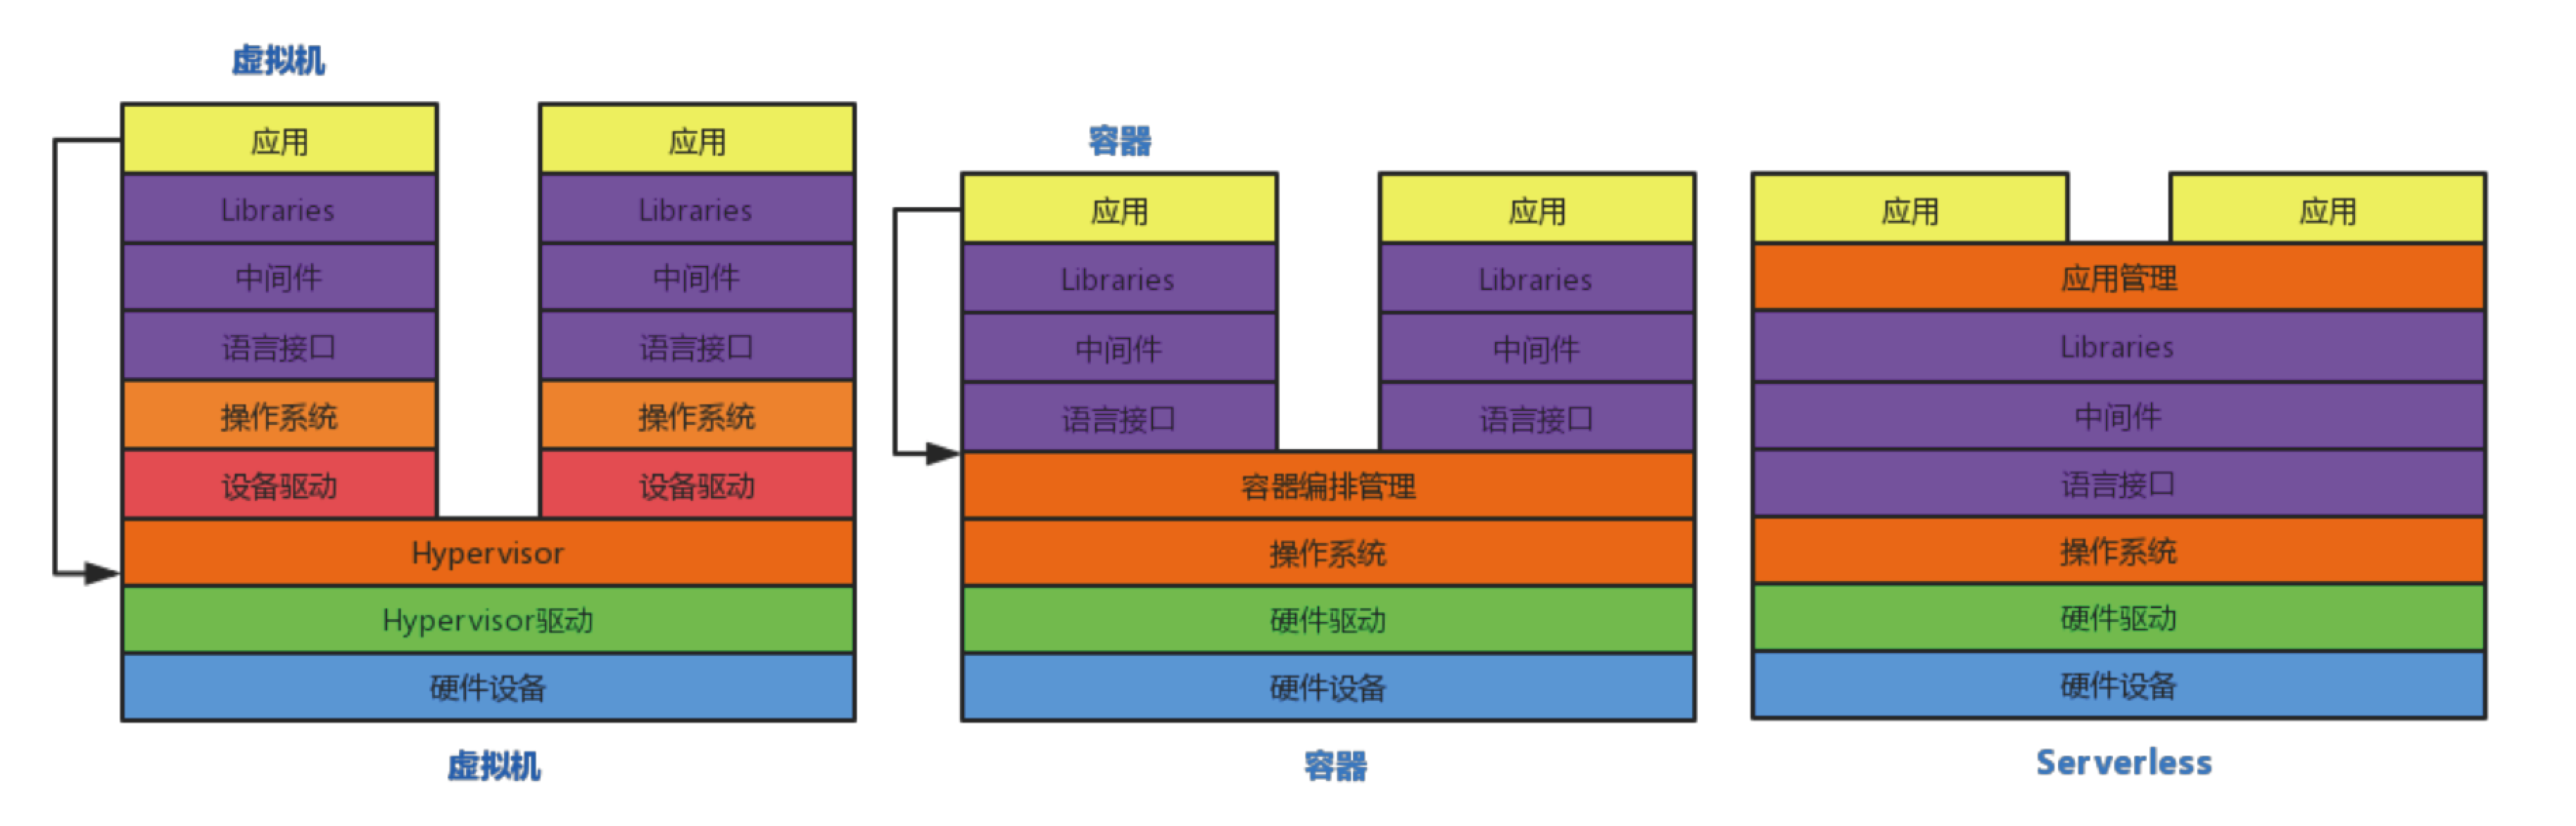 虚拟机
应用
应用
Libraries
Libraries
中间件
中间件
语言接口
语言接口
操作系统
操作系统
设备驱动
设备驱动
Hypervisor
Hypervisor驱动
硬件设备
虚拟机
容器
应用
应用
Libraries
Libraries
中间件
中间件
语言接口
语言接口
容器编排管理
操作系统
硬件驱动
硬件设备
容器
应用
应用
应用管理
Libraries
中间件
语言接口
操作系统
硬件驱动
硬件设备
Serverless